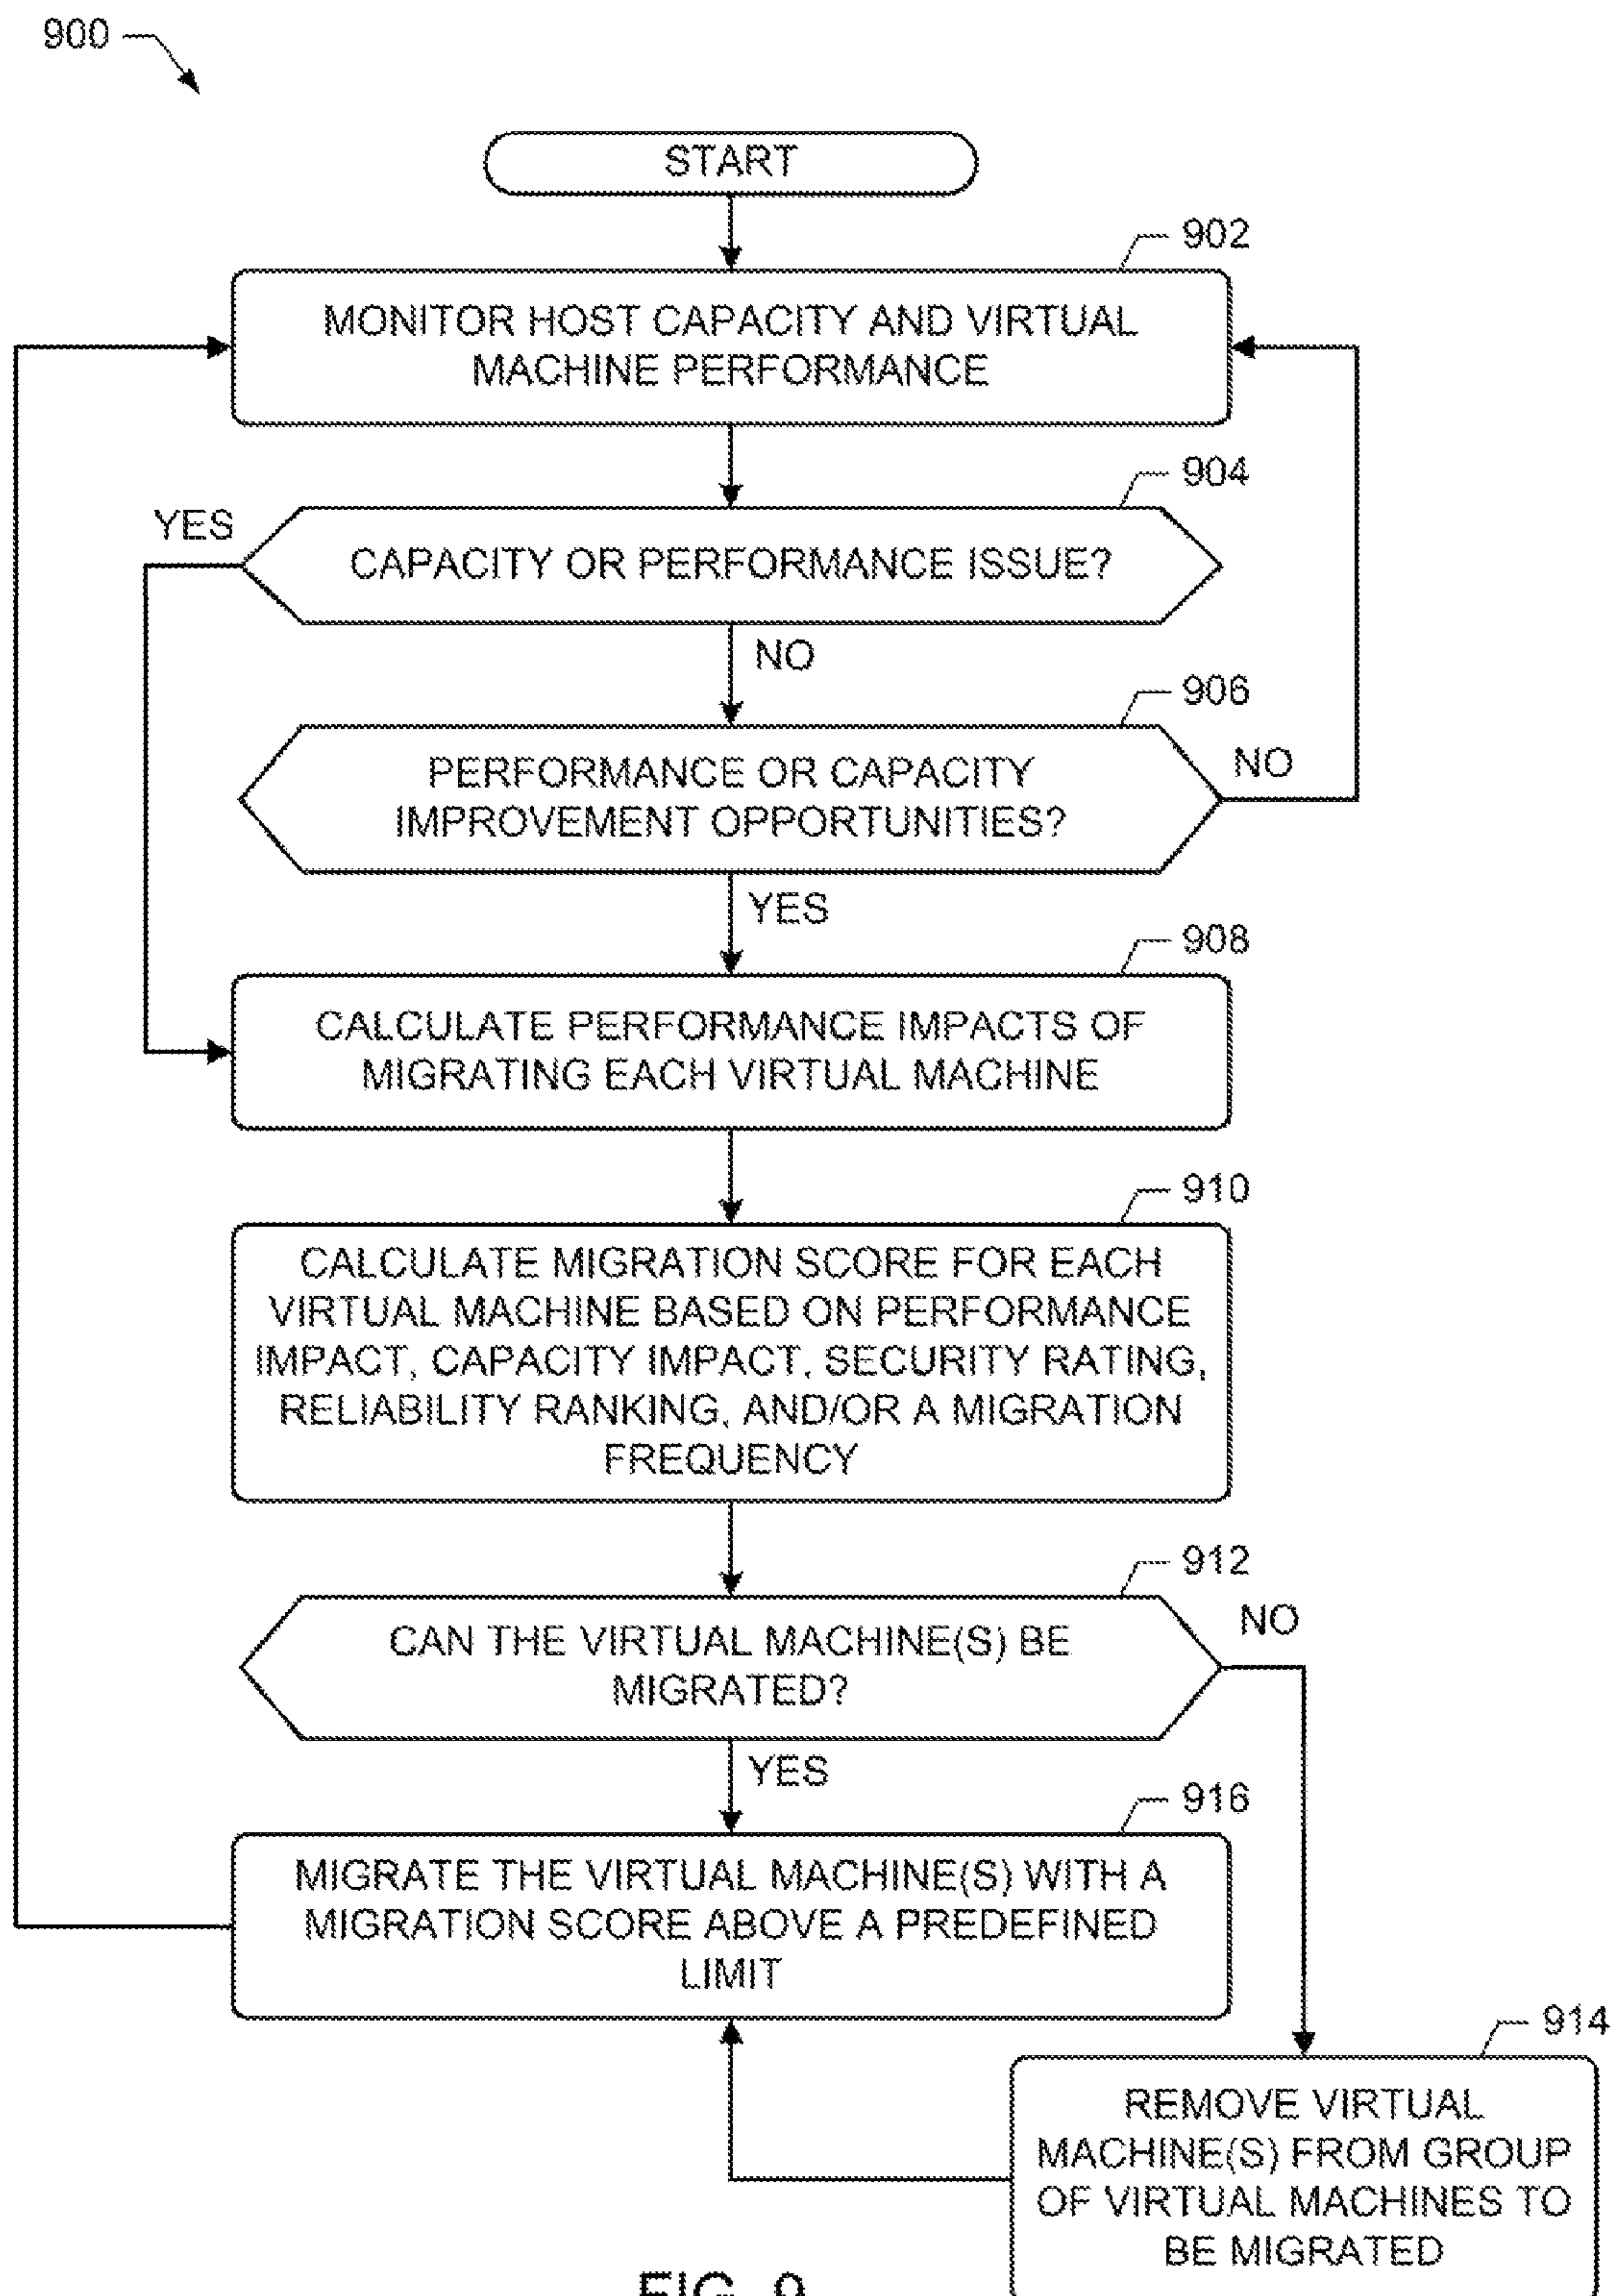 900
START
902
MONITOR HOST CAPACITY AND VIRTUAL
MACHINE PERFORMANCE
904
YES
CAPACITY OR PERFORMANCE ISSUE?
NO
906
PERFORMANCE OR CAPACITY
IMPROVEMENT OPPORTUNITIES?
NO
YES
908
CALCULATE PERFORMANCE IMPACTS OF
MIGRATING EACH VIRTUAL MACHINE
910
CALCULATE MIGRATION SCORE FOR EACH
VIRTUAL MACHINE BASED ON PERFORMANCE
IMPACT, CAPACITY IMPACT, SECURITY RATING,
RELIABILITY RANKING, AND/OR A MIGRATION
FREQUENCY
912
NO
CAN THE VIRTUAL MACHINE(S) BE
MIGRATED?
YES
916
MIGRATE THE VIRTUAL MACHINE(S) WITH A
MIGRATION SCORE ABOVE A PREDEFINED
LIMIT
914
REMOVE VIRTUAL
MACHINE(S) FROM GROUP
OF VIRTUAL MACHINES TO
BE MIGRATED
FIG. 9